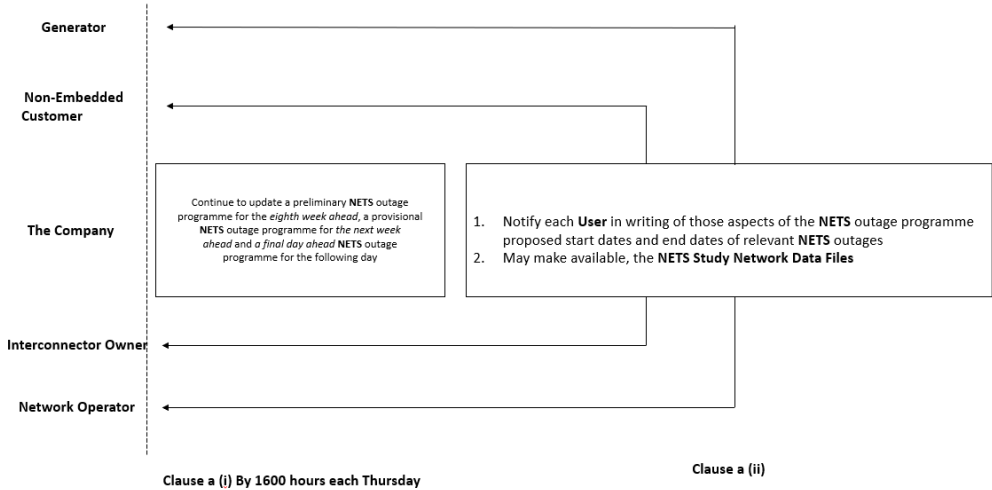 Generator
Non-Embedded
Customer
The Company
Continue to update a preliminary NETS outage
programme for the eighth week ahead, a provisional
NETS outage programme for the next week
ahead and a final day ahead NETS outage
programme for the following day
1. Notify each User in writing of those aspects of the NETS outage programme
proposed start dates and end dates of relevant NETS outages
2. May make available, the NETS Study Network Data Files
Interconnector Owner
Network Operator
Clause a (i) By 1600 hours each Thursday
Clause a (ii)